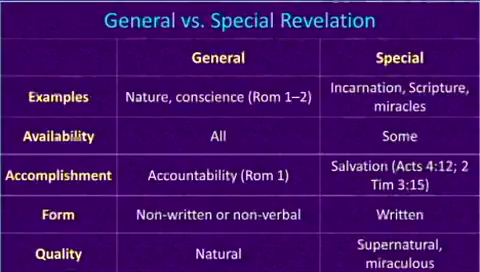 General vs. Special Revelation
General Special
Examples Nature, conscience (Rom 1–2) Incarnation, Scripture,
miracles
Availability All Some
Accomplishment Accountability (Rom 1) Salvation (Acts 4:12; 2
Tim 3:15)
Form Non-written or non-verbal Written
Quality Natural Supernatural,
miraculous